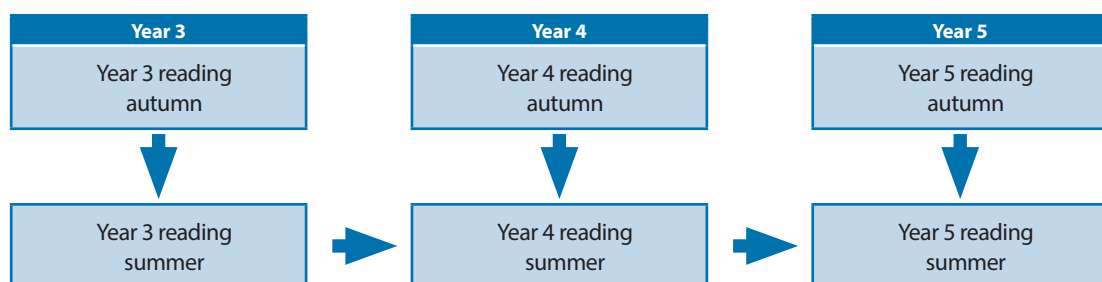 Year 3
Year 3 reading
autumn
Year 3 reading
summer
Year 4
Year 4 reading
autumn
Year 4 reading
summer
Year 5
Year 5 reading
autumn
Year 5 reading
summer